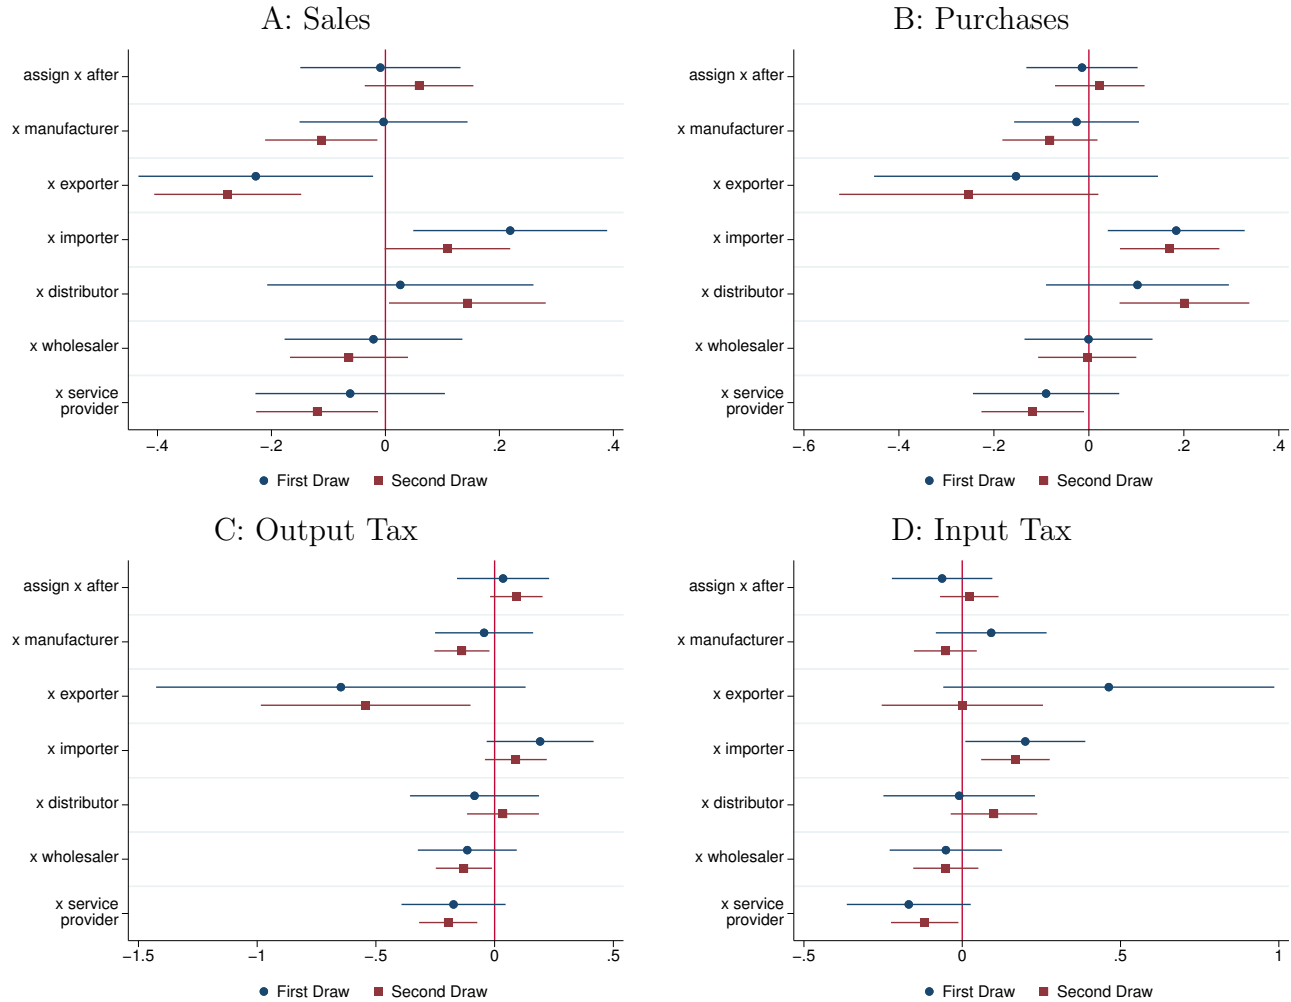 A: Sales
assign x after
x manufacturer
x exporter
x importer
x distributor
x wholesaler
x service
provider
−.4 −.2 0 .2 .4
First Draw Second Draw
B: Purchases
assign x after
x manufacturer
x exporter
x importer
x distributor
x wholesaler
x service
provider
−.6 −.4 −.2 0 .2 .4
First Draw Second Draw
C: Output Tax
assign x after
x manufacturer
x exporter
x importer
x distributor
x wholesaler
x service
provider
−1.5 −1 −.5 0 .5
First Draw Second Draw
D: Input Tax
assign x after
x manufacturer
x exporter
x importer
x distributor
x wholesaler
x service
provider
−.5 0 .5 1
First Draw Second Draw